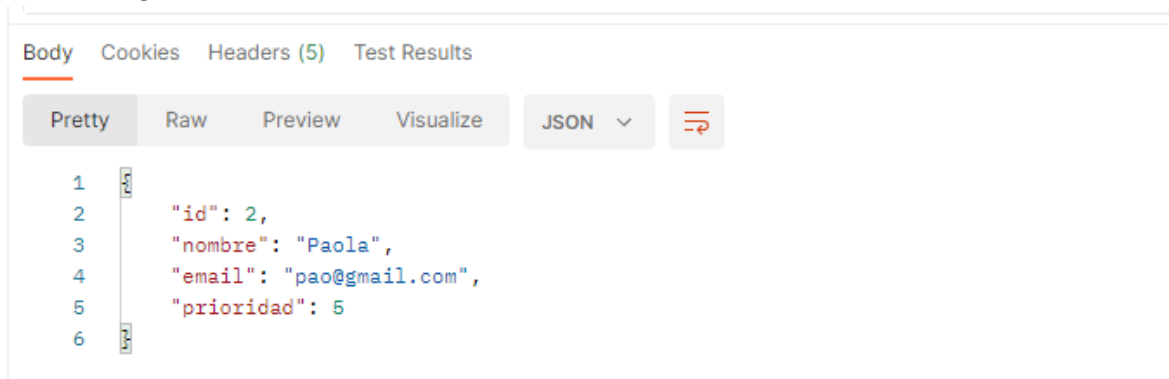 Body Cookies Headers (5) Test Results
Pretty Raw Preview Visualize JSON
1 {
2 "id": 2,
3 "nombre": "Paola",
4 "email": "pao@gmail.com",
5 "prioridad": 5
6 }